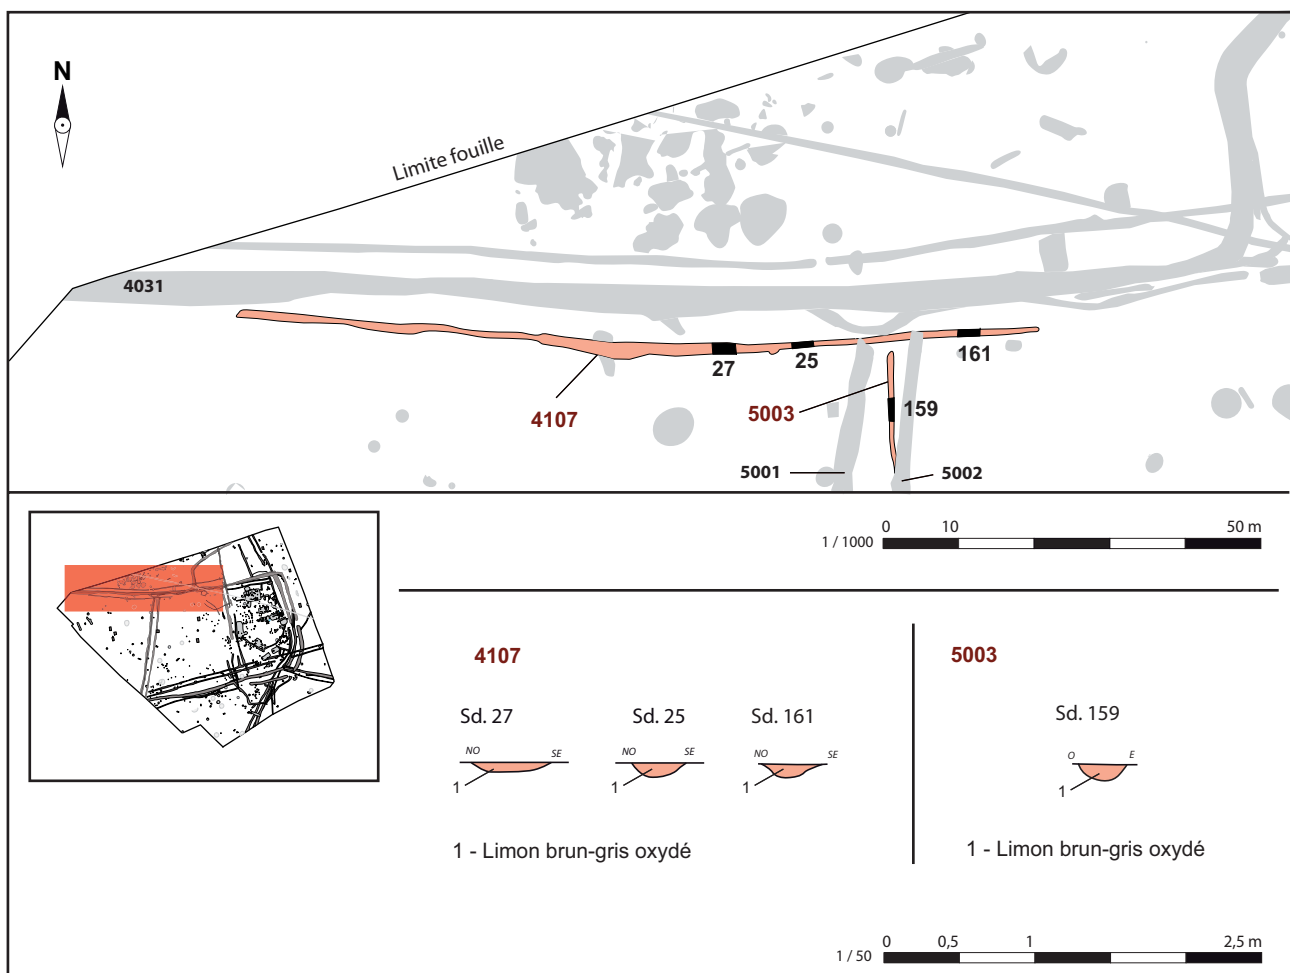 N
Limite fouille
4031
27
25
161
4107
5003
159
5001
5002
0 10 50 m
1 / 1000
4107
5003
Sd. 27
Sd. 25
Sd. 161
Sd. 159
NO SE
NO SE
NO SE
O E
1
1
1
1
1 - Limon brun-gris oxydé
1 - Limon brun-gris oxydé
0 0,5 1 2,5 m
1 / 50